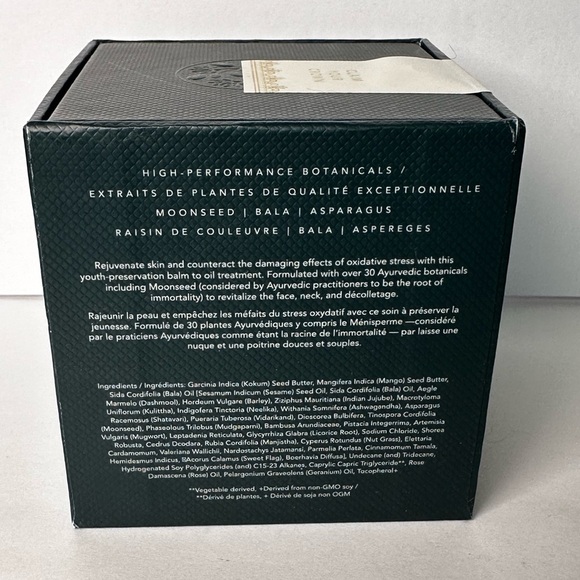 HIGH-PERFORMANCE BOTANICALS /
EXTRAITS DE PLANTES DE QUALITÉ EXCEPTIONNELLE
MOONSEED | BALA | ASPARAGUS
RAISIN DE COULEUVRE | BALA | ASPEREGES
Rejuvenate skin and counteract the damaging effects of oxidative stress with this
youth-preservation balm to oil treatment. Formulated with over 30 Ayurvedic botanicals
including Moonseed (considered by Ayurvedic practitioners to be the root of
immortality) to revitalize the face, neck, and décolletage.
Rajeunir la peau et empêchez les méfaits du stress oxydatif avec ce soin à préserver la
jeunesse. Formulé de 30 plantes Ayurvédiques y compris le Ménisperme —considéré
par le praticiens Ayurvédiques comme étant la racine de l'immortalité — par laisse une
nuque et une poitrine douces et souples.
Ingredients / Ingrédients: Garcinia Indica (Kokum) Seed Butter, Mangifera Indica (Mango) Seed Butter,
Sida Cordifolia (Bala) Oil [Sesamum Indicum (Sesame) Seed Oil, Sida Cordifolia (Bala) Oil, Aegle
Marmelo (Dashmool), Hordeum Vulgare (Barley), Ziziphus Mauritiana (Indian Jujube), Macrotyloma
Uniflorum (Kulittha), Indigofera Tinctoria (Neelika), Withania Somnifera (Ashwagandha), Asparagus
Racemosus (Shatavari), Pueraria Tuberosa (Vidarikand), Dioscorea Bulbifera, Tinospora Cordifolia
(Moonseed), Phaseolous Trilobus (Mudgaparni), Bambusa Arundiaceae, Pistacia Integerrima, Artemisia
Vulgaris (Mugwort), Leptadenia Reticulata, Glycyrrhiza Glabra (Licorice Root), Sodium Chloride, Shorea
Robusta, Cedrus Deodara, Rubia Cordifolia (Manjistha), Cyperus Rotundus (Nut Grass), Elettaria
Cardamomum, Valeriana Wallichii, Nardostachys Jatamansi, Parmelia Perlata, Cinnamomum Tamala,
Hemidesmus Indicus, IIAcorus Calamus (Sweet Flag), Boerhavia Diffusa], Undecane (and) Tridecane,
Hydrogenated Soy Polyglycerides (and) C15-23 Alkanes, Caprylic Capric Triglyceride**, Rose
Damascena (Rose) Oil, Pelargonium Graveolens (Geranium) Oil, Tocopherol+
**Vegetable derived, +Derived from non-GMO soy /
**Dérivé de plantes, + Dérivé de soja non OGM